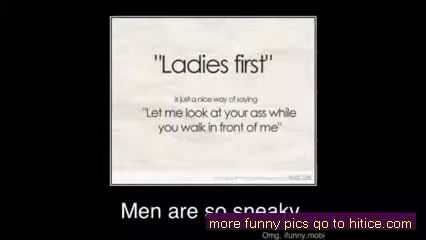 "Ladies first"
is just a nice way of saying
"Let me look at your ass while
you walk in front of me"
Men are so sneaky
more funny pics go to hitice.com
Omg, ifunny.mobi